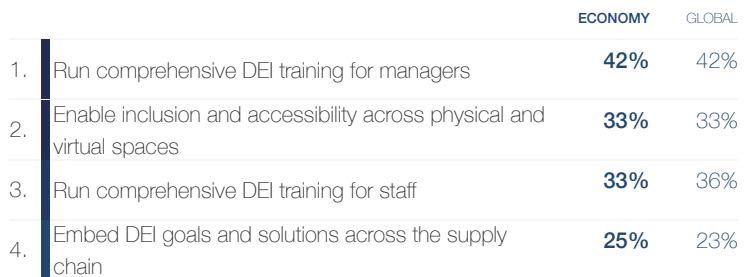 ECONOMY GLOBAL
1. Run comprehensive DEI training for managers 42% 42%
Enable inclusion and accessibility across physical and
2. virtual spaces 33% 33%
3. Run comprehensive DEI training for staff 33% 36%
Embed DEI goals and solutions across the supply
4. chain 25% 23%